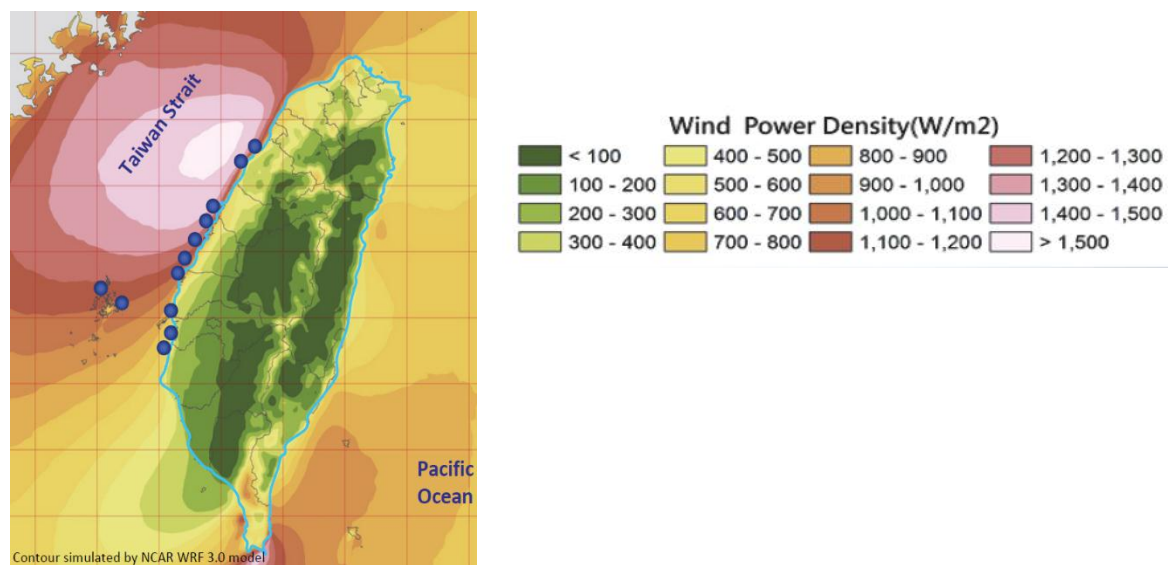 Taiwan Strait
Pacific
Ocean
Contour simulated by NCAR WRF 3.0 model
Wind Power Density(W/m2)
< 100
400 - 500
800 - 900
1,200 - 1,300
100 - 200
500 - 600
900 - 1,000
1,300 - 1,400
200 - 300
600 - 700
1,000 - 1,100
1,400 - 1,500
300 - 400
700 - 800
1,100 - 1,200
> 1,500